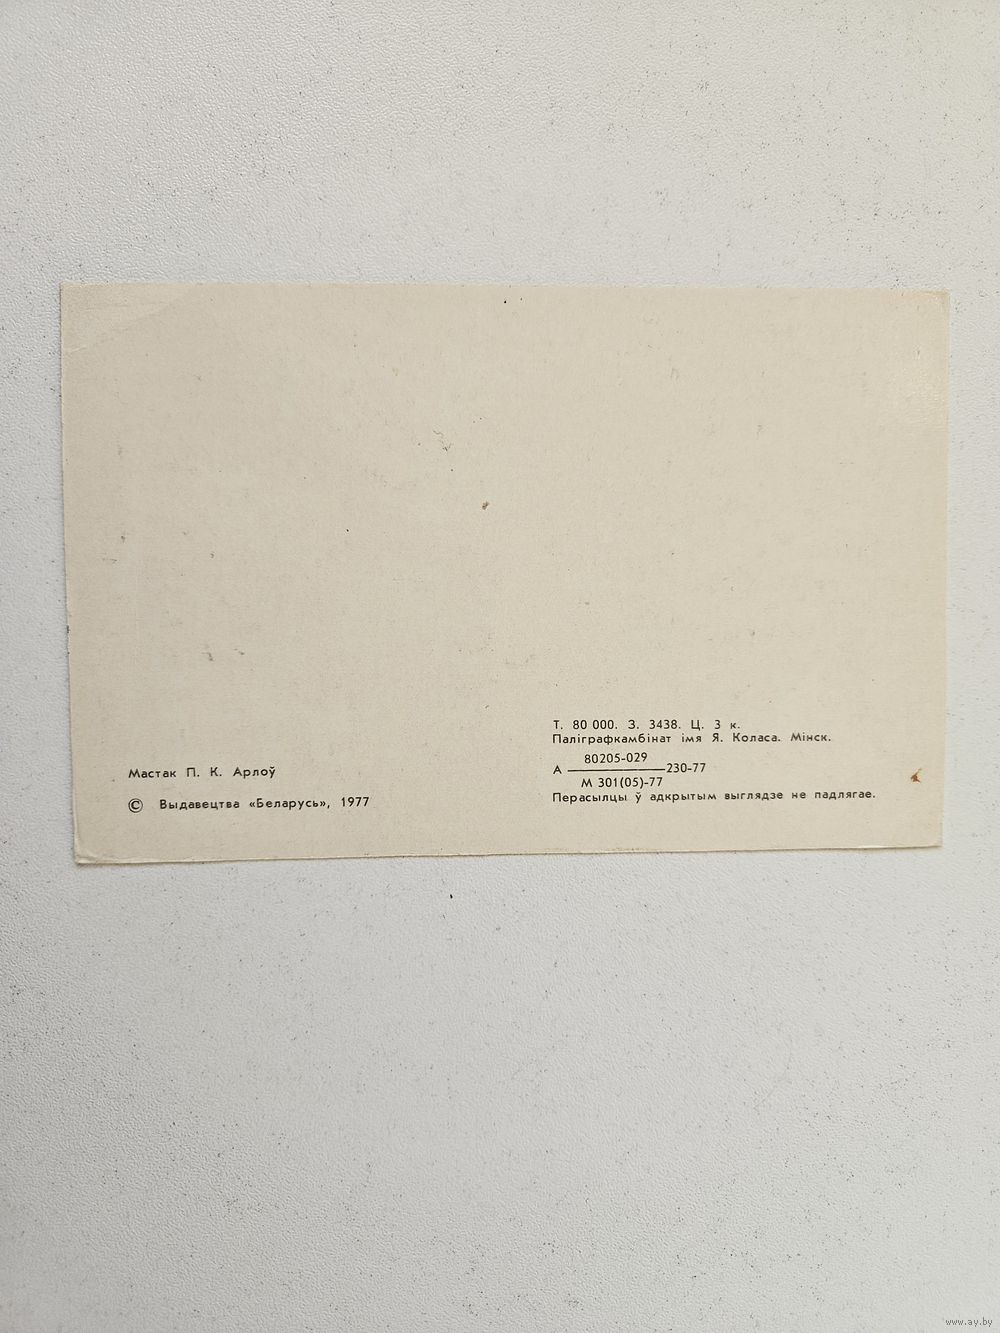 Мастак П. К. Арлоў
© Выдавецтва «Беларусь», 1977
Т. 80 000. З. 3438. Ц. 3 к.
Паліграфкамбінат імя Я. Коласа. Мінск.
80205-029
А ————— 230-77
М 301(05)-77
Перасылцы ў адкрытым выглядзе не падлягае.
www.ay.by